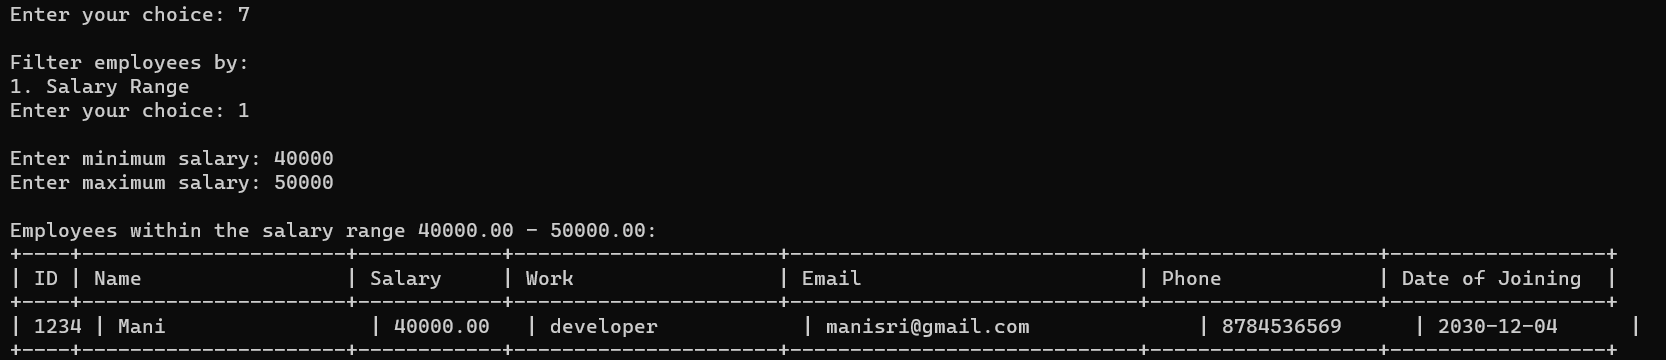 Enter your choice: 7
Filter employees by:
1. Salary Range
Enter your choice: 1
Enter minimum salary: 40000
Enter maximum salary: 50000
Employees within the salary range 40000.00 - 50000.00:
+----+----------------------+------------+----------------------+-----------------------------+-------------------+------------------+
| ID | Name                 | Salary     | Work                 | Email                       | Phone             | Date of Joining  |
+----+----------------------+------------+----------------------+-----------------------------+-------------------+------------------+
| 1234 | Mani                 | 40000.00   | developer            | manisri@gmail.com              | 8784536569      | 2030-12-04      |
+----+----------------------+------------+----------------------+-----------------------------+-------------------+------------------+